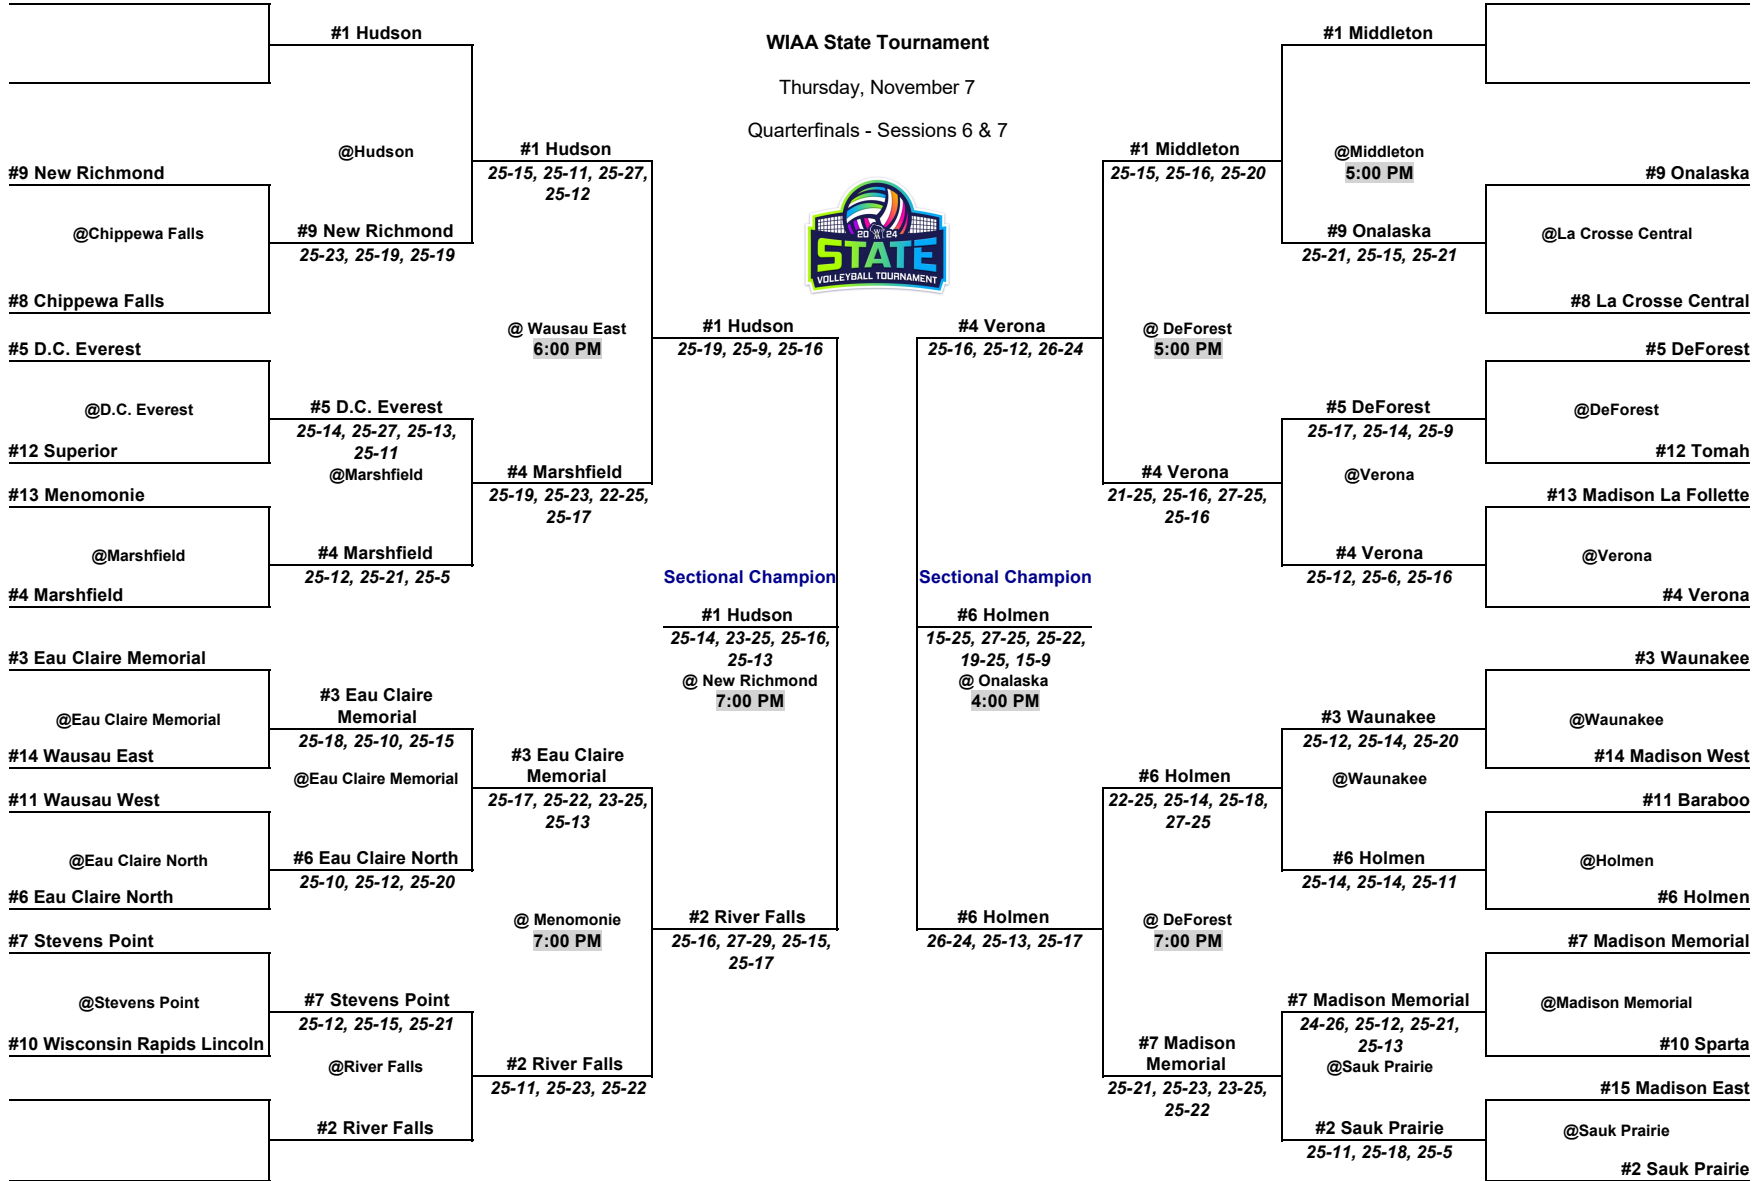 WIAA State Tournament
Thursday, November 7
Quarterfinals - Sessions 6 & 7
20 24
STATE
VOLLEYBALL TOURNAMENT
#9 New Richmond
@Chippewa Falls
#8 Chippewa Falls
#5 D.C. Everest
@D.C. Everest
#12 Superior
#13 Menomonie
@Marshfield
#4 Marshfield
#3 Eau Claire Memorial
@Eau Claire Memorial
#14 Wausau East
#11 Wausau West
@Eau Claire North
#6 Eau Claire North
#7 Stevens Point
@Stevens Point
#10 Wisconsin Rapids Lincoln
#1 Hudson
@Hudson
#9 New Richmond
25-23, 25-19, 25-19
#5 D.C. Everest
25-14, 25-27, 25-13,
25-11
@Marshfield
#4 Marshfield
25-12, 25-21, 25-5
#3 Eau Claire
Memorial
25-18, 25-10, 25-15
@Eau Claire Memorial
#6 Eau Claire North
25-10, 25-12, 25-20
#7 Stevens Point
25-12, 25-15, 25-21
@River Falls
#2 River Falls
#1 Hudson
25-15, 25-11, 25-27,
25-12
@ Wausau East
6:00 PM
#4 Marshfield
25-19, 25-23, 22-25,
25-17
#3 Eau Claire
Memorial
25-17, 25-22, 23-25,
25-13
@ Menomonie
7:00 PM
#2 River Falls
25-11, 25-23, 25-22
#1 Hudson
25-19, 25-9, 25-16
Sectional Champion
#1 Hudson
25-14, 23-25, 25-16,
25-13
@ New Richmond
7:00 PM
#2 River Falls
25-16, 27-29, 25-15,
25-17
#4 Verona
25-16, 25-12, 26-24
Sectional Champion
#6 Holmen
15-25, 27-25, 25-22,
19-25, 15-9
@ Onalaska
4:00 PM
#6 Holmen
26-24, 25-13, 25-17
#1 Middleton
25-15, 25-16, 25-20
@ DeForest
5:00 PM
#4 Verona
21-25, 25-16, 27-25,
25-16
#6 Holmen
22-25, 25-14, 25-18,
27-25
@ DeForest
7:00 PM
#7 Madison
Memorial
25-21, 25-23, 23-25,
25-22
#1 Middleton
@Middleton
5:00 PM
#9 Onalaska
25-21, 25-15, 25-21
#5 DeForest
25-17, 25-14, 25-9
@Verona
#4 Verona
25-12, 25-6, 25-16
#3 Waunakee
25-12, 25-14, 25-20
@Waunakee
#6 Holmen
25-14, 25-14, 25-11
#7 Madison Memorial
24-26, 25-12, 25-21,
25-13
@Sauk Prairie
#2 Sauk Prairie
25-11, 25-18, 25-5
#9 Onalaska
@La Crosse Central
#8 La Crosse Central
#5 DeForest
@DeForest
#12 Tomah
#13 Madison La Follette
@Verona
#4 Verona
#3 Waunakee
@Waunakee
#14 Madison West
#11 Baraboo
@Holmen
#6 Holmen
#7 Madison Memorial
@Madison Memorial
#10 Sparta
#15 Madison East
@Sauk Prairie
#2 Sauk Prairie